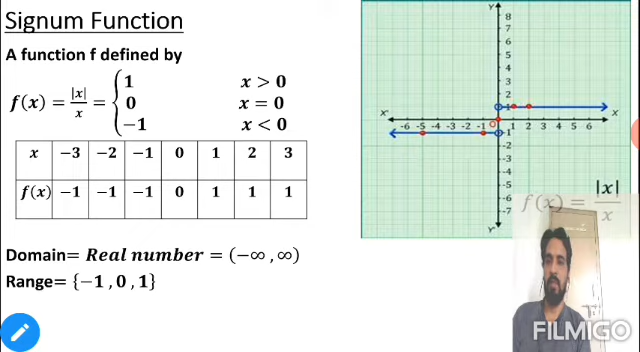 Signum Function
A function f defined by
f(x) = |x|/x = { 1 x > 0
0 x = 0
−1 x < 0
x −3 −2 −1 0 1 2 3
f(x) −1 −1 −1 0 1 1 1
Domain= Real number = (−∞ , ∞)
Range= {−1 , 0 , 1}
Y
8
7
6
5
4
3
2
1
X' X
-6 -5 -4 -3 -2 -1 O 1 2 3 4 5 6
-1
-2
-3
-4
-5
-6
-7
Y'
f(x) = |x|/x
FILMIGO